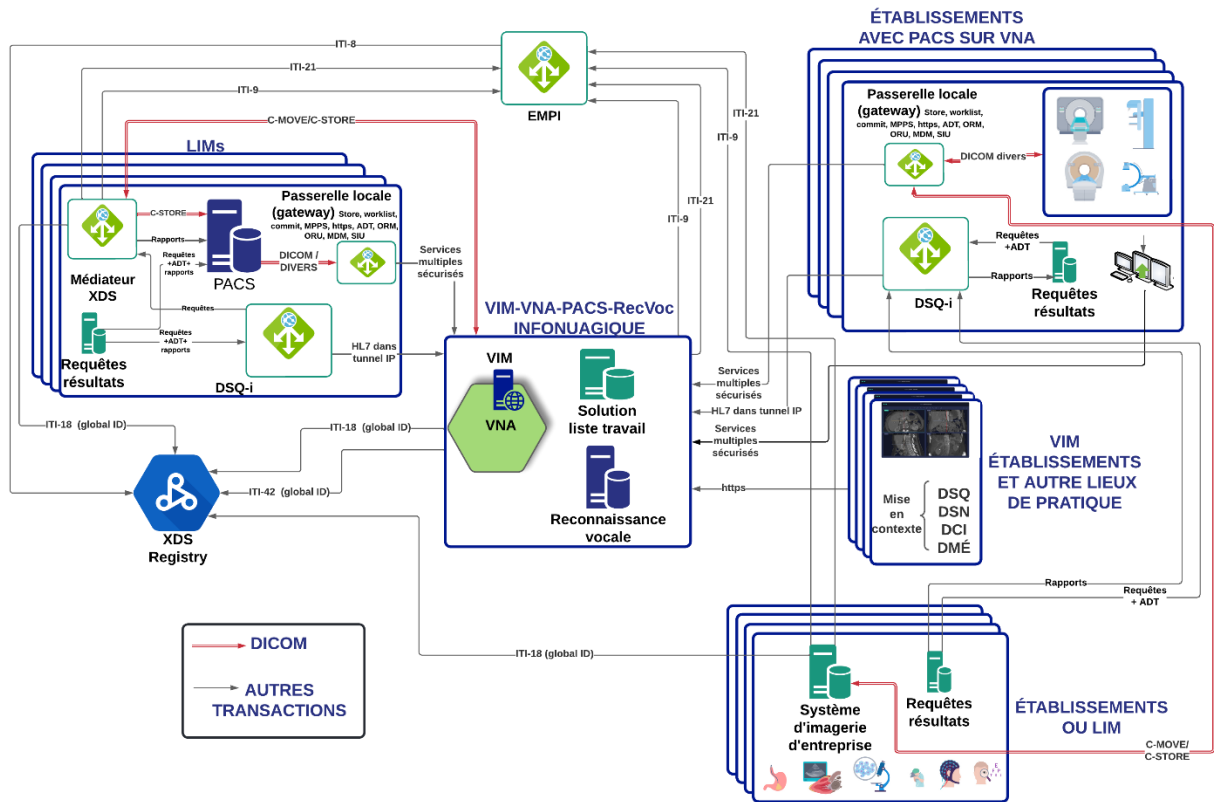 ITI-8
ITI-21
ITI-9
C-MOVE/C-STORE
EMPI
ITI-21
ITI-9
ITI-21
ITI-9
LIMs
Médiateur
XDS
C-STORE
Rapports
Requêtes
+ADT+
rapports
PACS
DICOM /
DIVERS
Passerelle locale
(gateway) Store, worklist,
commit, MPPS, https, ADT, ORM,
ORU, MDM, SIU
Requêtes
Requêtes
+ADT+
rapports
Requêtes
résultats
DSQ-i
Services
multiples
sécurisés
HL7 dans
tunnel IP
ITI-18 (global ID)
ITI-18 (global ID)
ITI-42 (global ID)
XDS
Registry
VIM-VNA-PACS-RecVoc
INFONUAGIQUE
VIM
VNA
Solution
liste travail
Reconnaissance
vocale
Services
multiples
sécurisés
HL7 dans tunnel IP
Services
multiples
sécurisés
https
ÉTABLISSEMENTS
AVEC PACS SUR VNA
Passerelle locale
(gateway) Store, worklist,
commit, MPPS, https, ADT, ORM,
ORU, MDM, SIU
DICOM divers
DSQ-i
Requêtes
+ADT
Rapports
Requêtes
résultats
Mise
en
contexte
DSQ
DSN
DCI
DMÉ
VIM
ÉTABLISSEMENTS
ET AUTRE LIEUX
DE PRATIQUE
Rapports
Requêtes
+ ADT
ITI-18 (global ID)
Système
d'imagerie
d'entreprise
Requêtes
résultats
ÉTABLISSEMENTS
OU LIM
C-MOVE/
C-STORE
DICOM
AUTRES
TRANSACTIONS